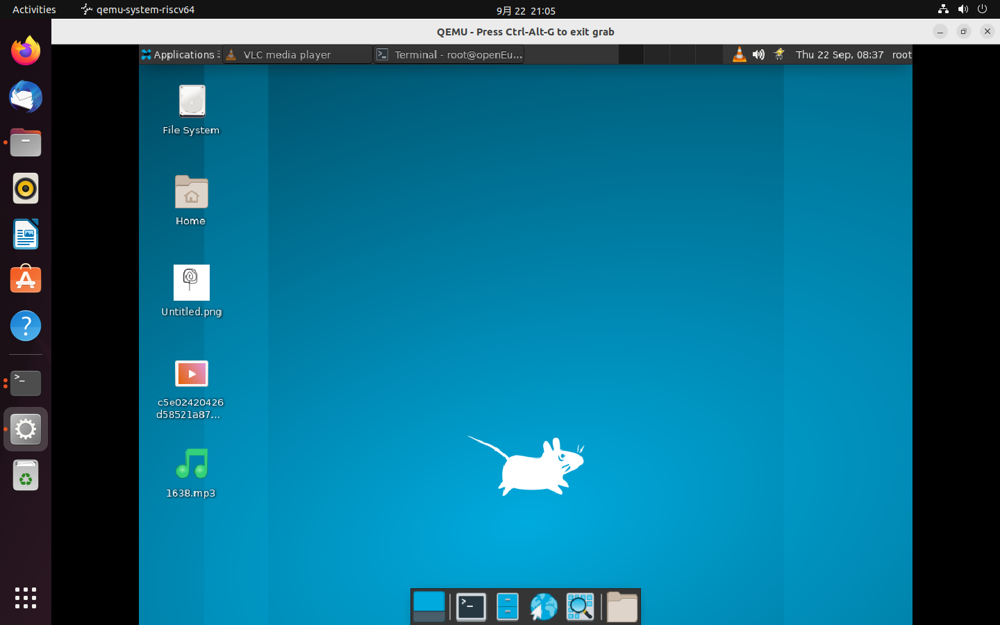 Activities
qemu-system-riscv64
9月 22 21:05
QEMU - Press Ctrl-Alt-G to exit grab
Applications
VLC media player
Terminal - root@openEu...
Thu 22 Sep, 08:37
root
File System
Home
Untitled.png
c5e02420426
d58521a87...
1638.mp3